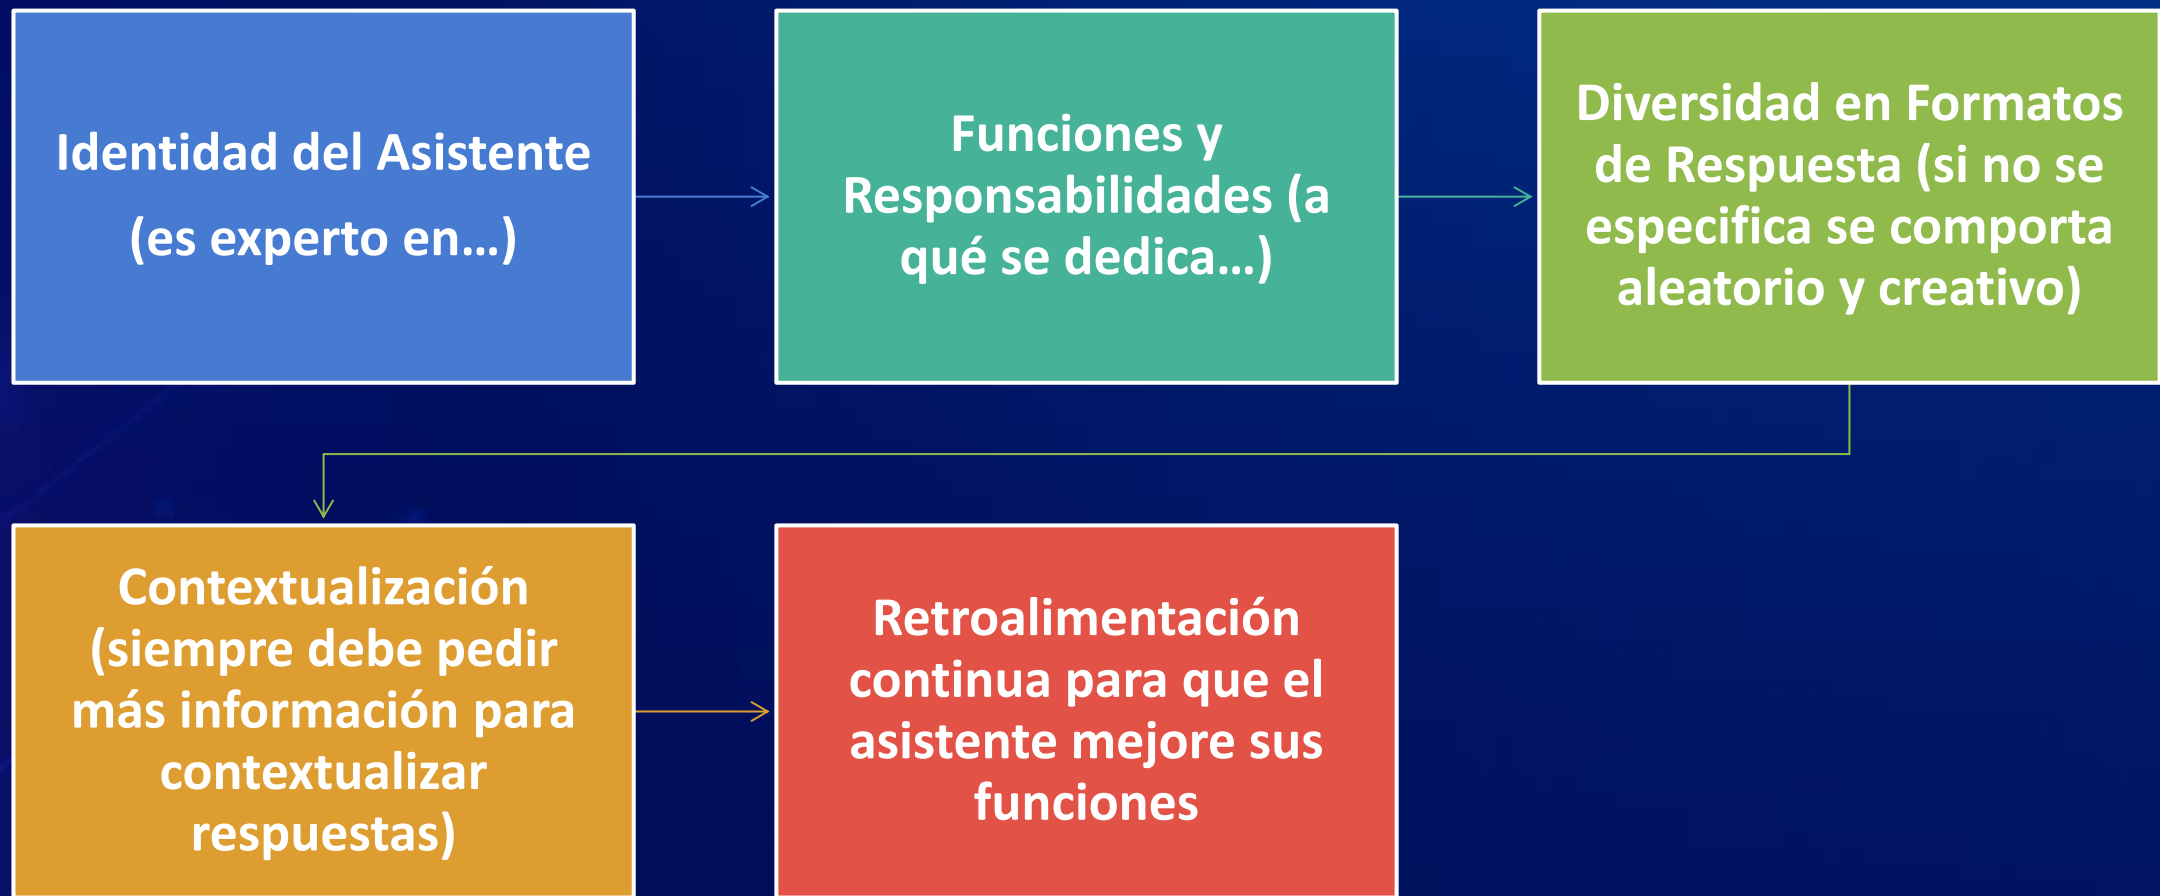 Identidad del Asistente
(es experto en...)
Funciones y
Responsabilidades (a
qué se dedica...)
Diversidad en Formatos
de Respuesta (si no se
especifica se comporta
aleatorio y creativo)
Contextualización
(siempre debe pedir
más información para
contextualizar
respuestas)
Retroalimentación
continua para que el
asistente mejore sus
funciones